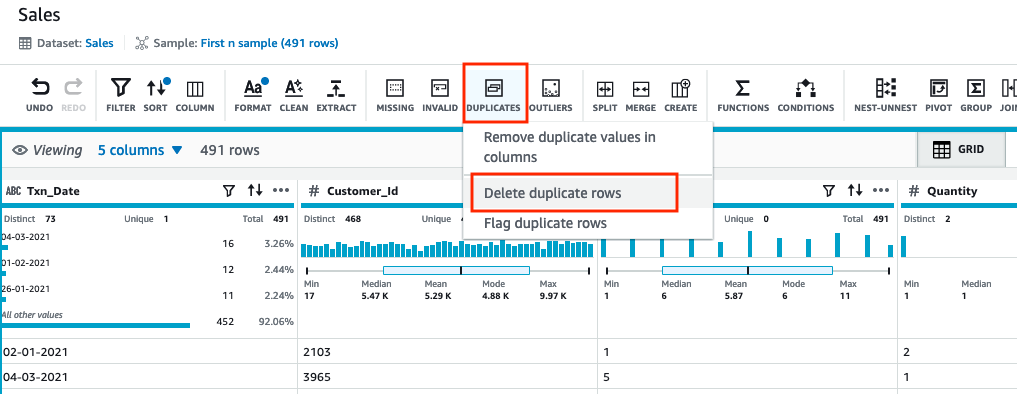 Sales
Dataset: Sales Sample: First n sample (491 rows)
UNDO REDO FILTER SORT COLUMN FORMAT CLEAN EXTRACT MISSING INVALID DUPLICATES OUTLIERS SPLIT MERGE CREATE FUNCTIONS CONDITIONS NEST-UNNEST PIVOT GROUP JOIN
Viewing 5 columns 491 rows
GRID
Remove duplicate values in
columns
Delete duplicate rows
Flag duplicate rows
ABC Txn_Date # Customer_Id # Quantity
Distinct 73 Unique 1 Total 491 Distinct 468 Unique Unique 0 Total 491 Distinct 2
04-03-2021 16 3.26%
01-02-2021 12 2.44%
26-01-2021 11 2.24%
All other values 452 92.06%
Min Median Mean Mode Max Min Median Mean Mode Max Min Median
17 5.47 K 5.29 K 4.88 K 9.97 K 1 6 5.87 6 11 1 1
02-01-2021 2103 1 2
04-03-2021 3965 5 1